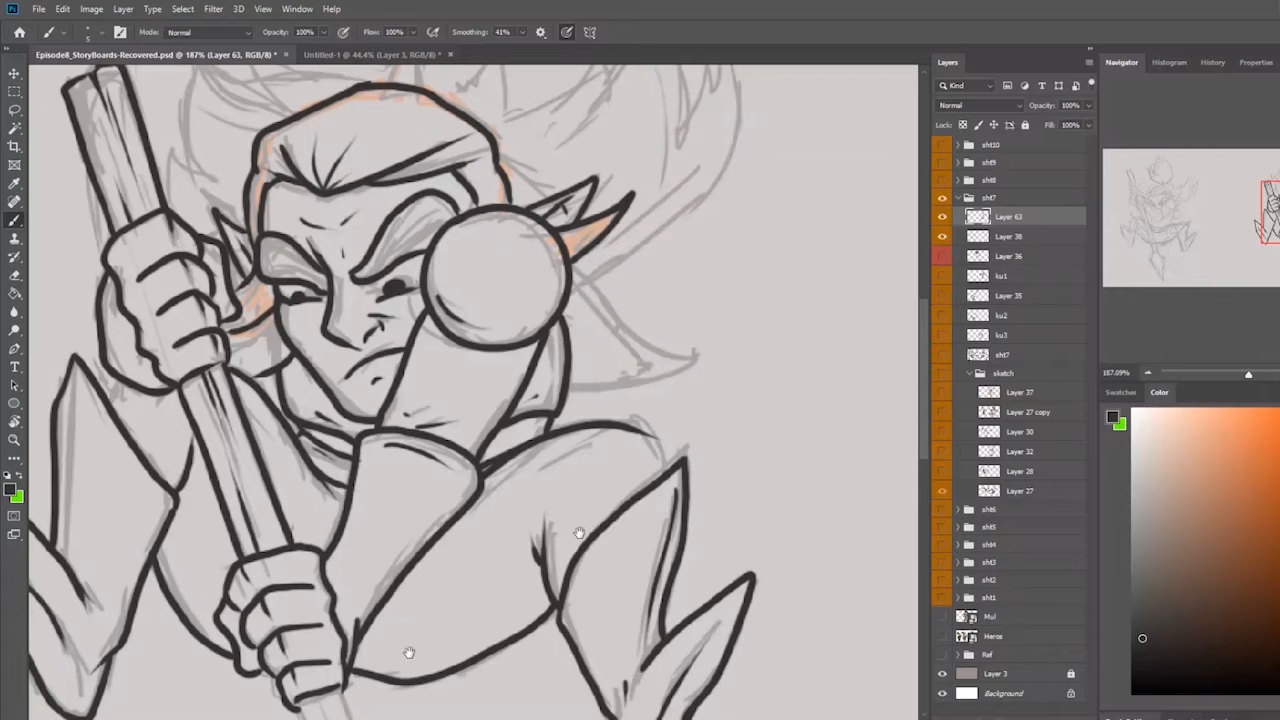 Ps File Edit Image Layer Type Select Filter 3D View Window Help
5 Mode: Normal Opacity: 100% Flow: 100% Smoothing: 41%
Episode8_StoryBoards-Recovered.psd @ 187% (Layer 63, RGB/8) * × Untitled-1 @ 44.4% (Layer 3, RGB/8) * ×
Layers
Kind
Normal Opacity: 100%
Lock: Fill: 100%
sht10
sht9
sht8
sht7
Layer 63
Layer 38
Layer 36
ku1
Layer 35
ku2
ku3
sht7
sketch
Layer 37
Layer 27 copy
Layer 30
Layer 32
Layer 28
Layer 27
sht6
sht5
sht4
sht3
sht2
sht1
Mul
Heros
Ref
Layer 3
Background
Navigator Histogram History Properties
187.09%
Swatches Color